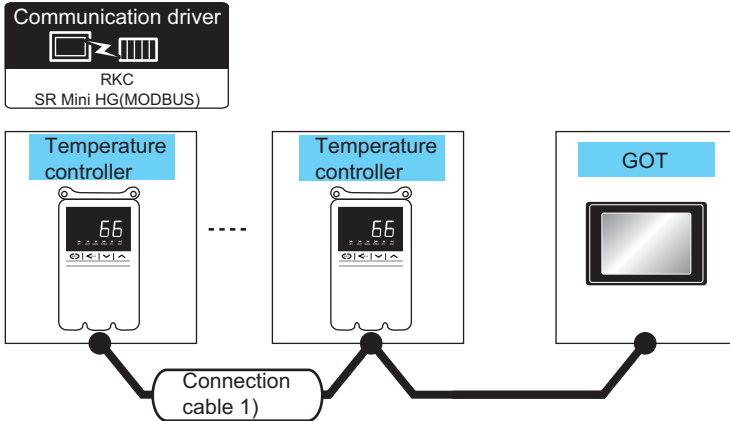 Communication driver
RKC
SR Mini HG(MODBUS)
Temperature
controller
Temperature
controller
GOT
66
66
Connection
cable 1)